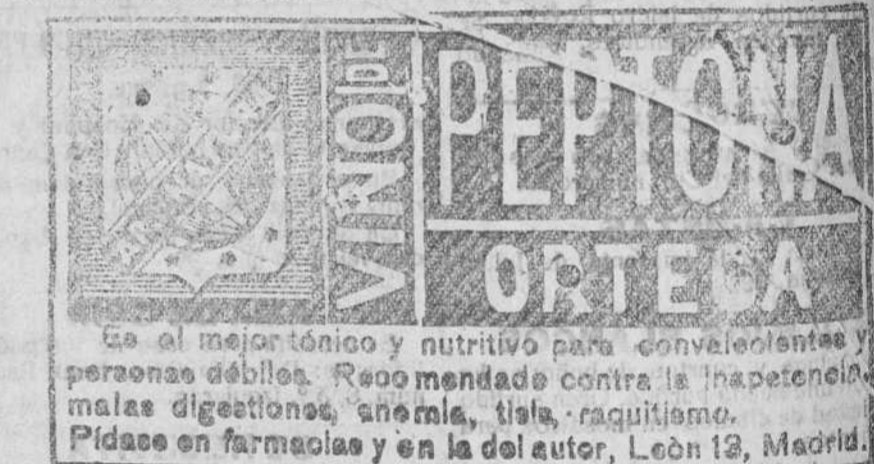 VINO DE
PEPTONA
ORTEGA
Es el mejor tónico y nutritivo para convalecientes y
personas débiles. Recomendado contra la inapetencia,
malas digestiones, anemia, tisis, raquitismo.
Pídase en farmacias y en la del autor, León 13, Madrid.